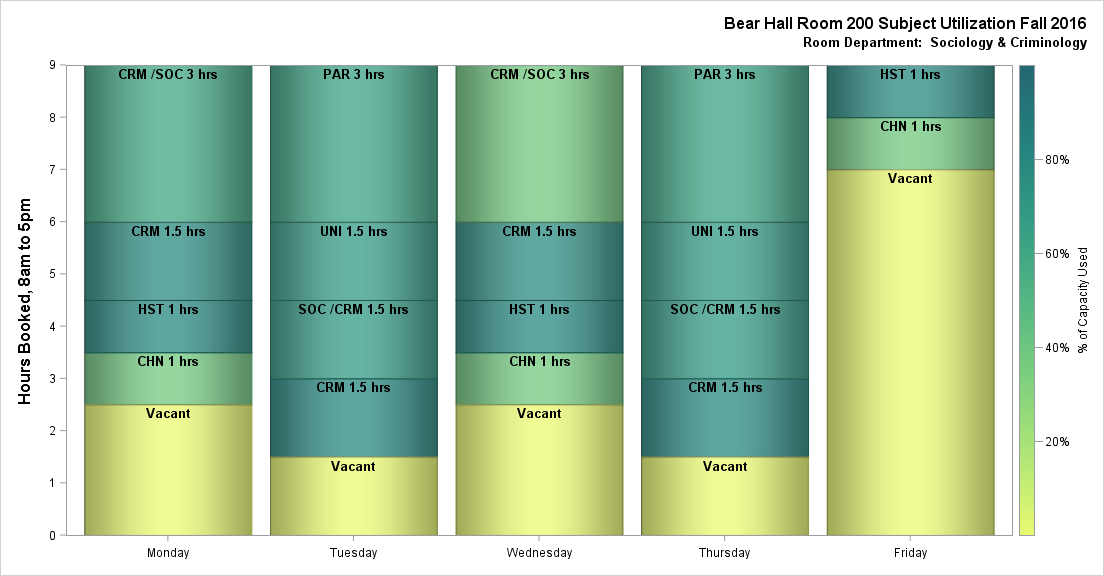 Bear Hall Room 200 Subject Utilization Fall 2016
Room Department:  Sociology & Criminology
Hours Booked, 8am to 5pm
9
8
7
6
5
4
3
2
1
0
CRM /SOC 3 hrs
CRM 1.5 hrs
HST 1 hrs
CHN 1 hrs
Vacant
Monday
PAR 3 hrs
UNI 1.5 hrs
SOC /CRM 1.5 hrs
CRM 1.5 hrs
Vacant
Tuesday
CRM /SOC 3 hrs
CRM 1.5 hrs
HST 1 hrs
CHN 1 hrs
Vacant
Wednesday
PAR 3 hrs
UNI 1.5 hrs
SOC /CRM 1.5 hrs
CRM 1.5 hrs
Vacant
Thursday
HST 1 hrs
CHN 1 hrs
Vacant
Friday
80%
60%
40%
20%
% of Capacity Used